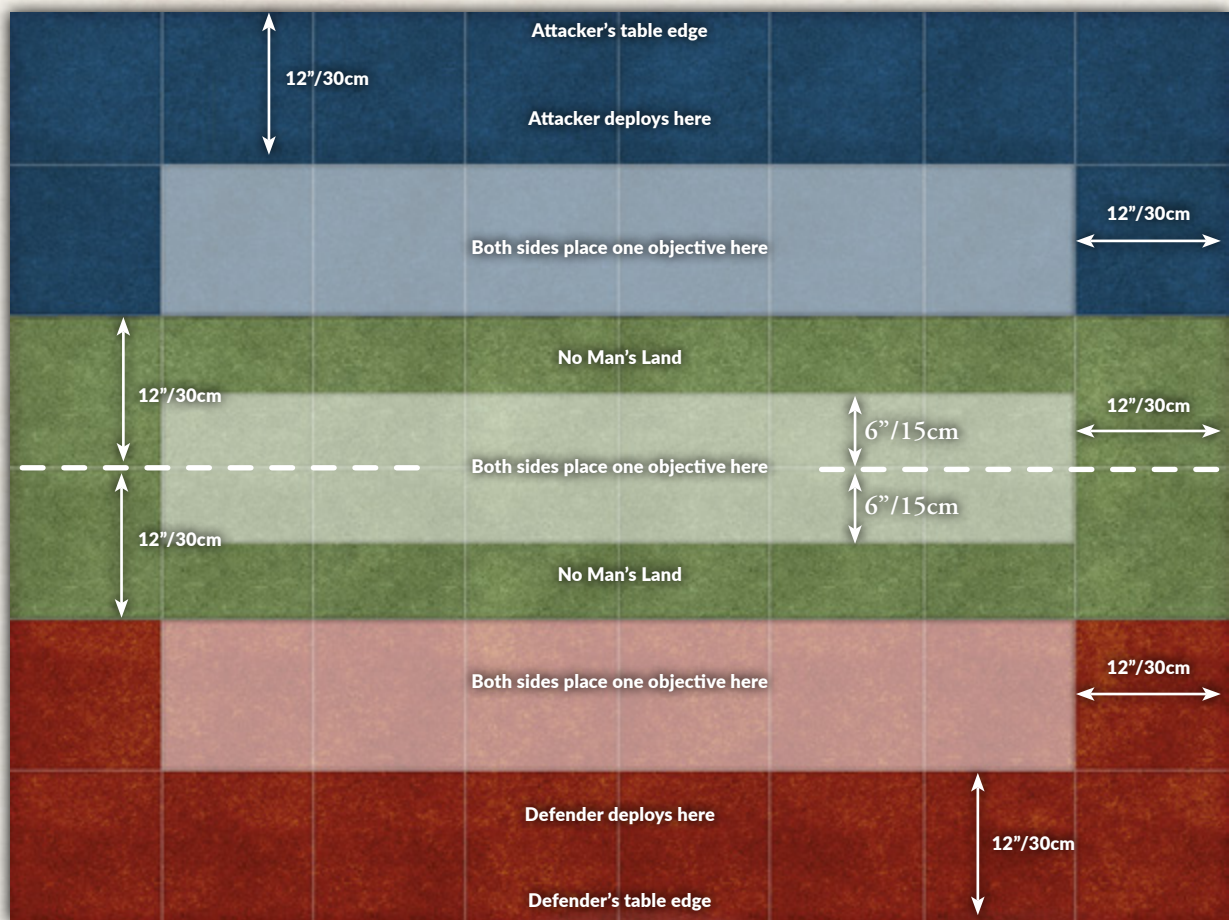 Attacker’s table edge
12”/30cm
Attacker deploys here
12”/30cm
Both sides place one objective here
No Man’s Land
12”/30cm
12”/30cm
6”/15cm
Both sides place one objective here
6”/15cm
12”/30cm
No Man’s Land
12”/30cm
Both sides place one objective here
Defender deploys here
12”/30cm
Defender’s table edge